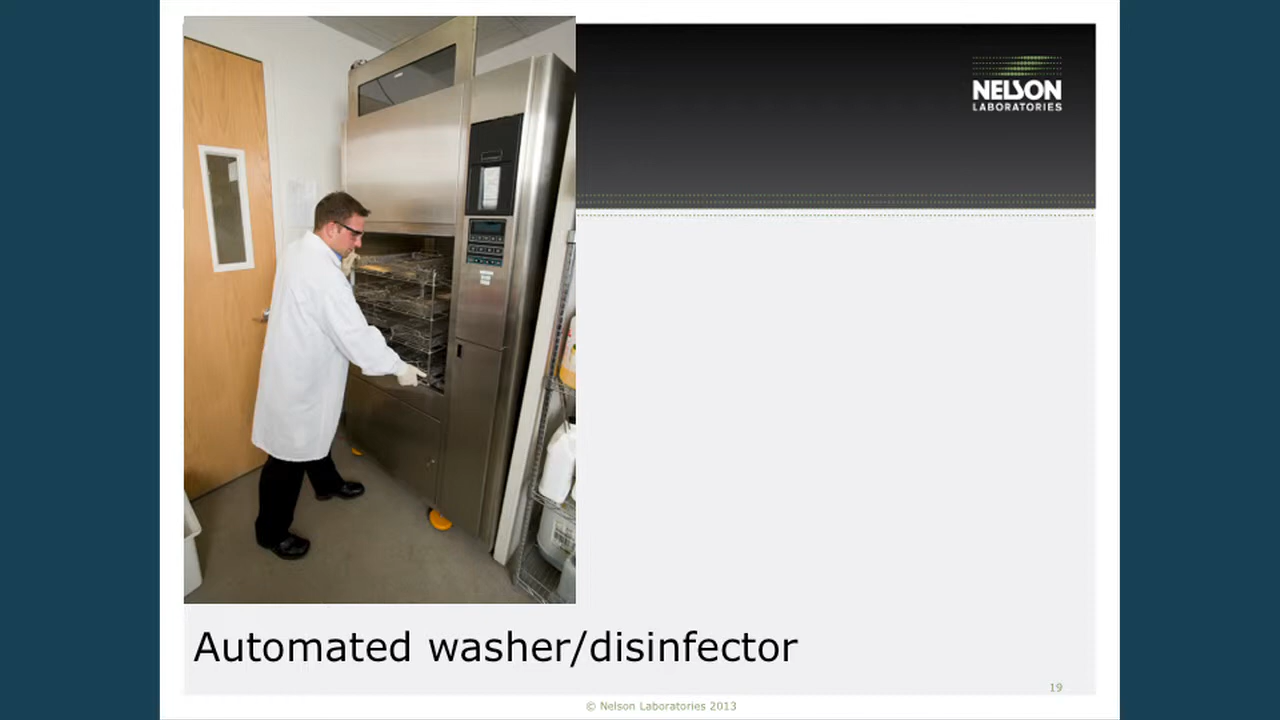 NELSON
LABORATORIES
Automated washer/disinfector
19
© Nelson Laboratories 2013